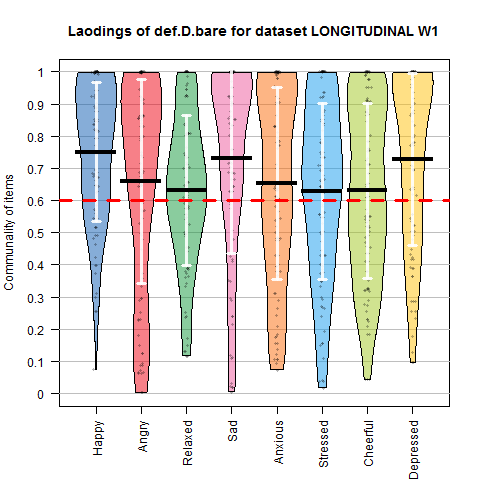 Laodings of def.D.bare for dataset LONGITUDINAL W1
Communality of items
1
0.9
0.8
0.7
0.6
0.5
0.4
0.3
0.2
0.1
0
Happy
Angry
Relaxed
Sad
Anxious
Stressed
Cheerful
Depressed